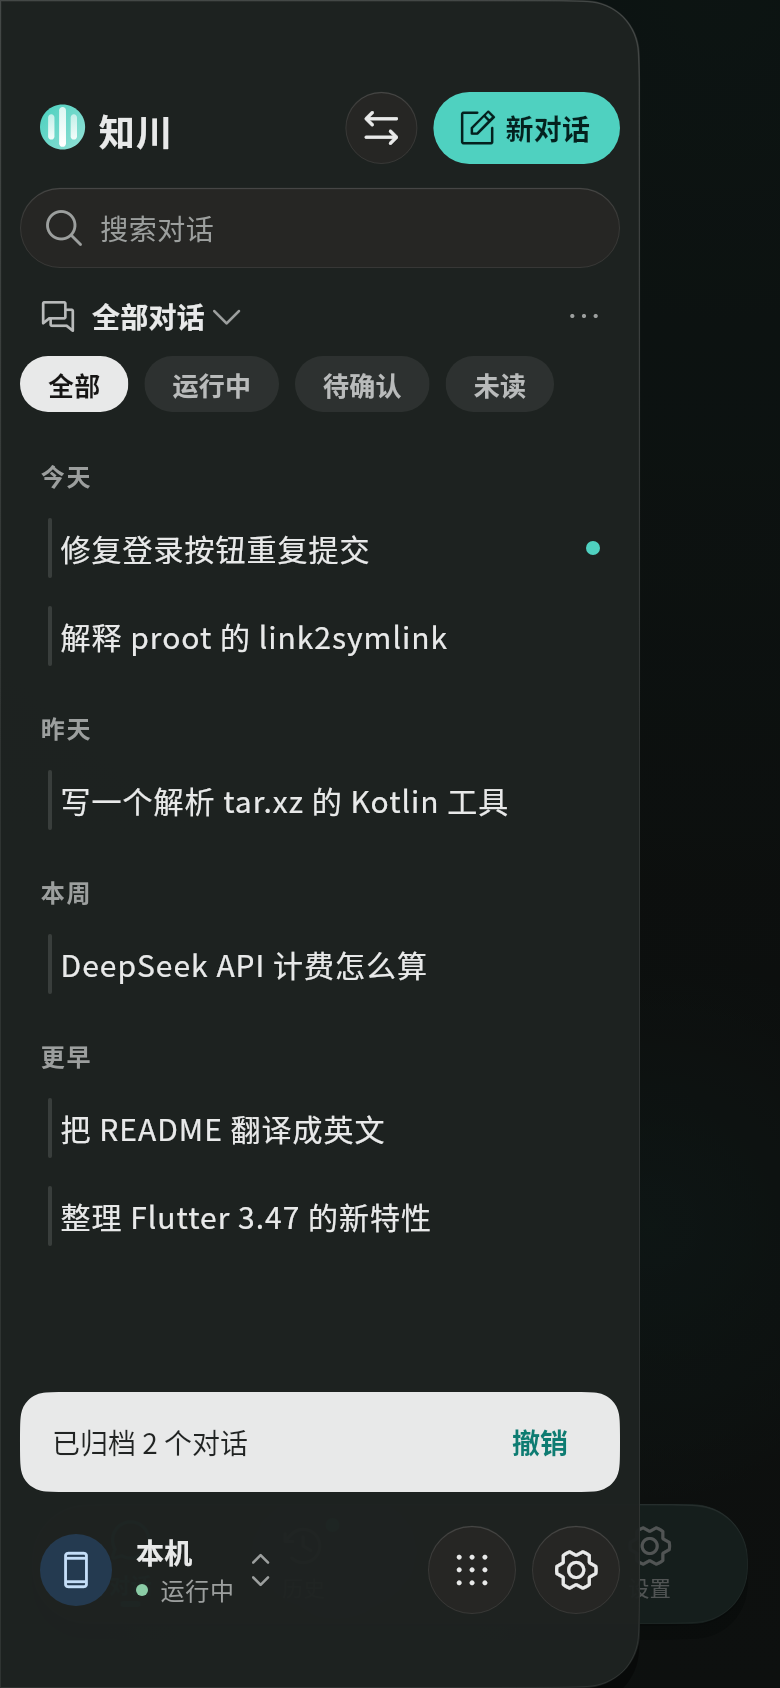 知川
新对话
搜索对话
全部对话
全部 运行中 待确认 未读
今天
修复登录按钮重复提交
解释 proot 的 link2symlink
昨天
写一个解析 tar.xz 的 Kotlin 工具
本周
DeepSeek API 计费怎么算
更早
把 README 翻译成英文
整理 Flutter 3.47 的新特性
已归档 2 个对话 撤销
本机
运行中
设置